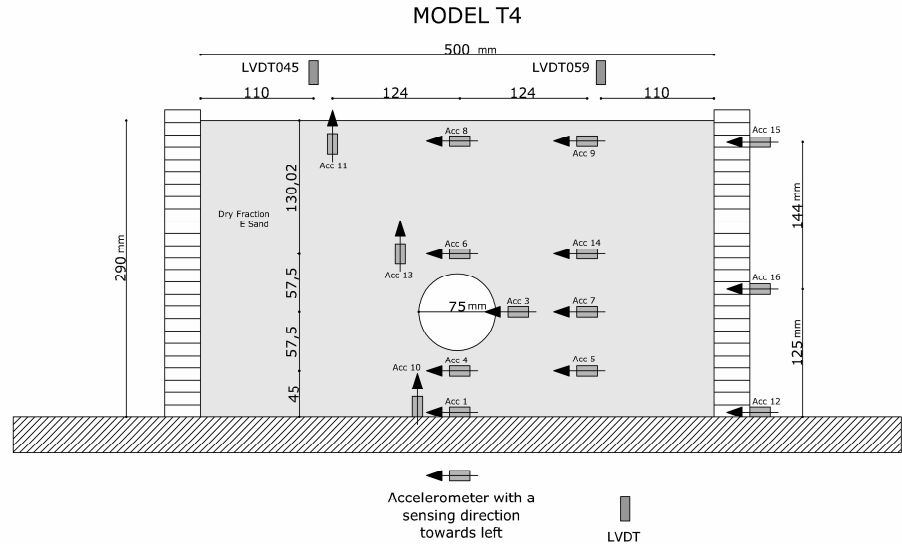 MODEL T4
500 mm
LVDT045
LVDT059
110
124
124
110
Acc 15
Acc 8
Acc 9
Acc 11
130,02
144 mm
Dry Fraction
E Sand
290 mm
Acc 6
Acc 14
Acc 13
Acc 16
57,5
75 mm
Acc 3
Acc 7
57,5
125 mm
Acc 4
Acc 5
Acc 10
45
Acc 1
Acc 12
Accelerometer with a
sensing direction
towards left
LVDT